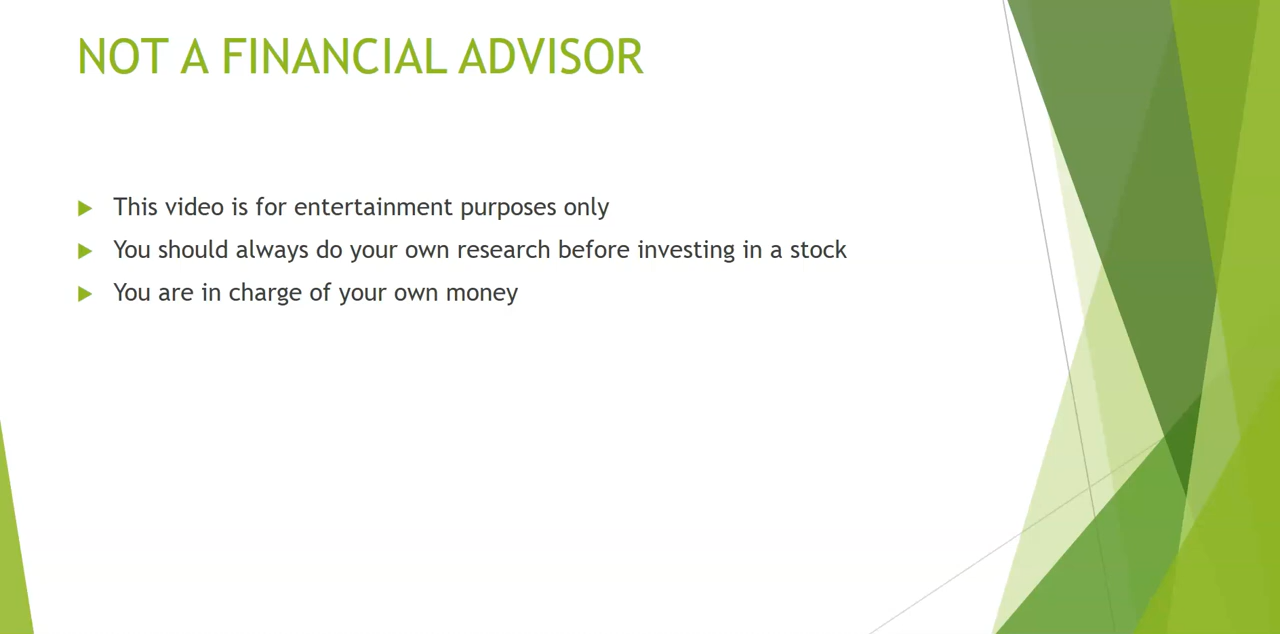 NOT A FINANCIAL ADVISOR
This video is for entertainment purposes only
You should always do your own research before investing in a stock
You are in charge of your own money